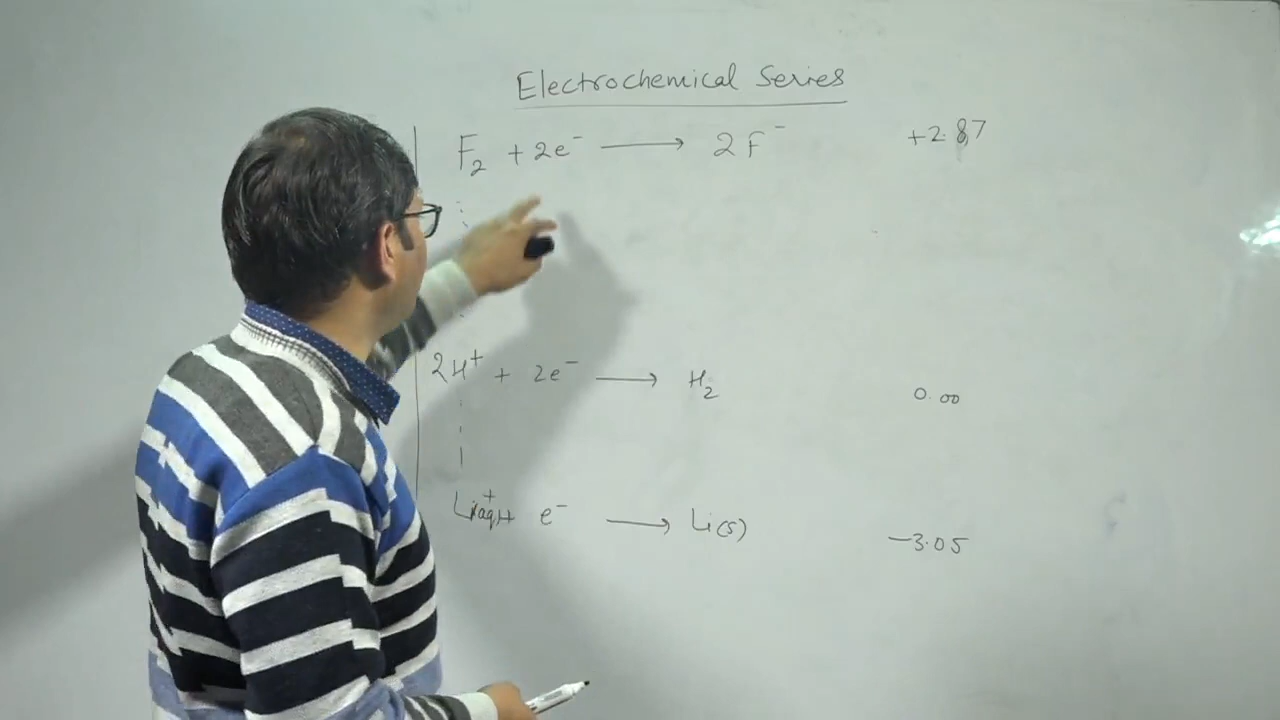 Electrochemical Series
F₂ + 2e⁻ ⟶ 2F⁻ +2.87
2H⁺ + 2e⁻ ⟶ H₂ 0.00
Li⁺(aq) + e⁻ ⟶ Li(s) −3.05